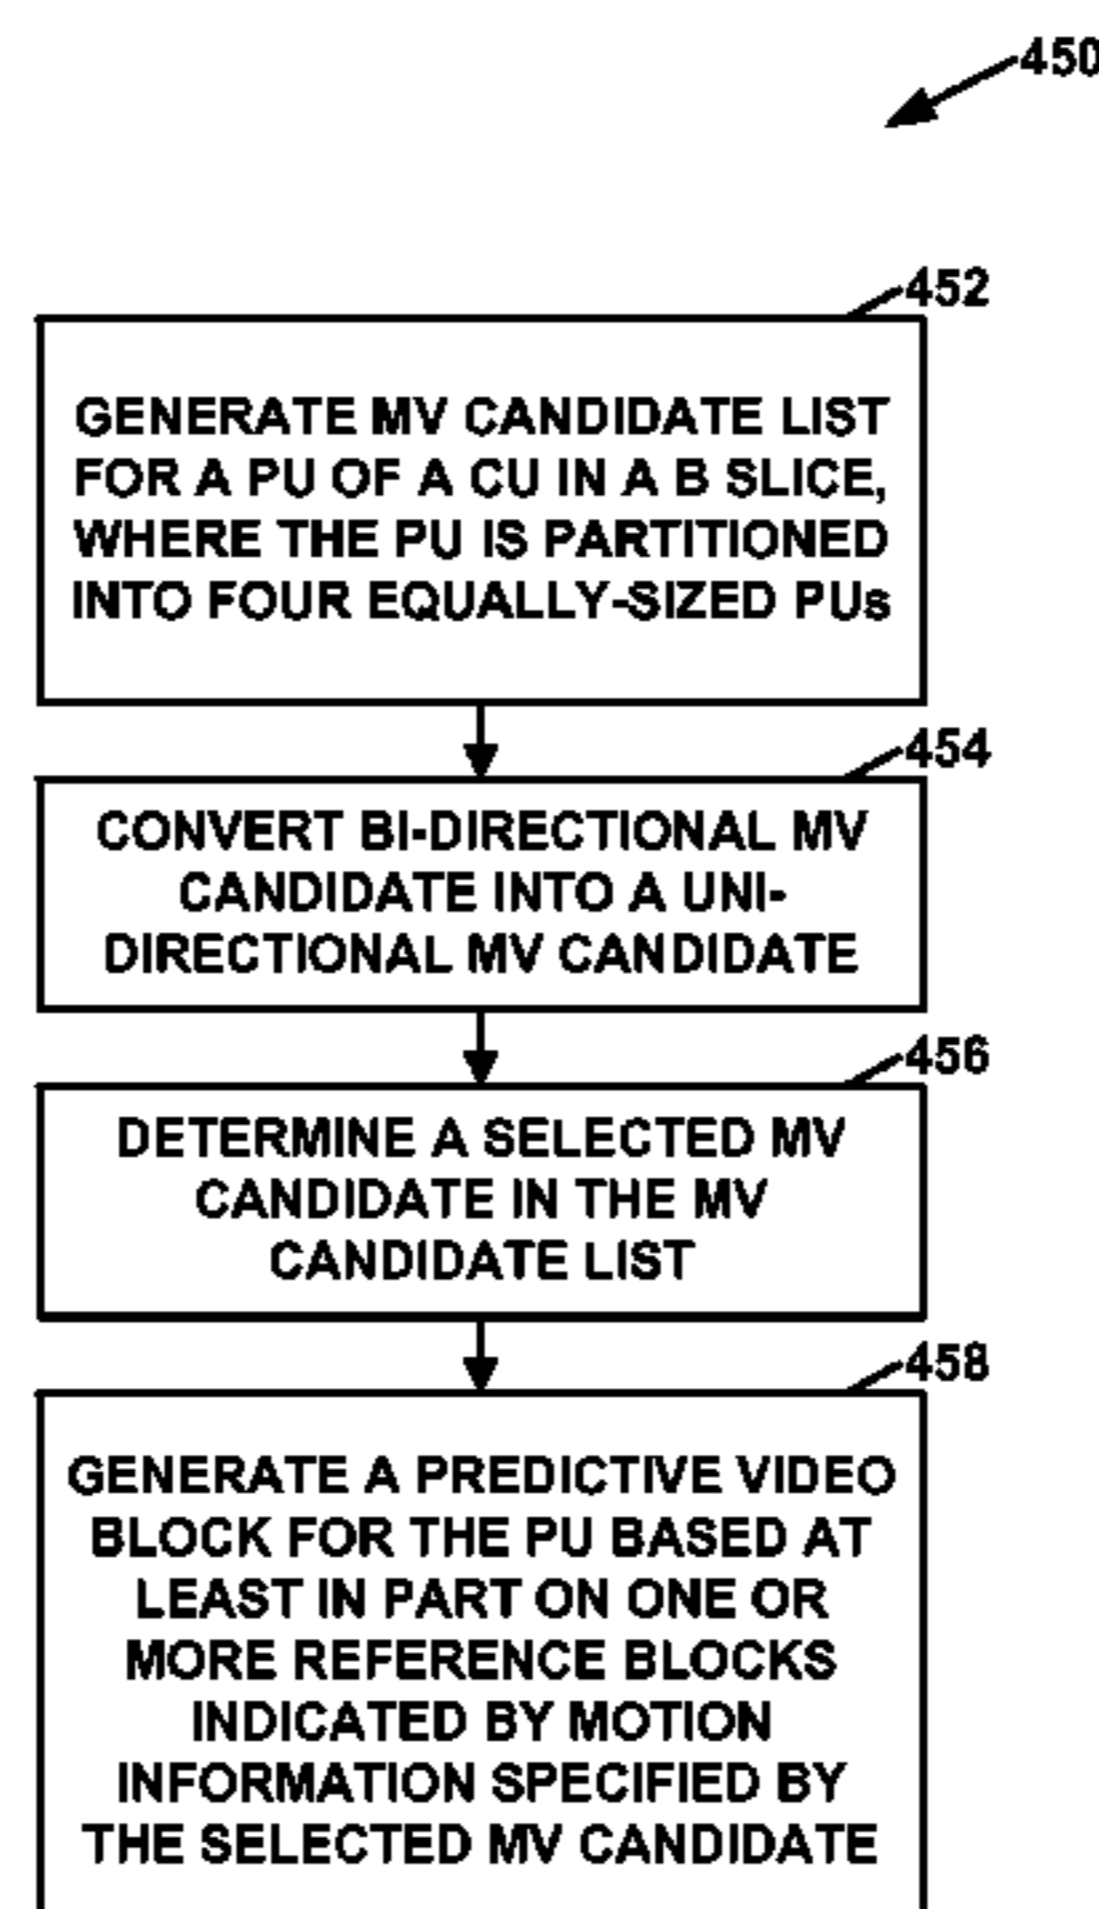 450
452
GENERATE MV CANDIDATE LIST
FOR A PU OF A CU IN A B SLICE,
WHERE THE PU IS PARTITIONED
INTO FOUR EQUALLY-SIZED PUs
454
CONVERT BI-DIRECTIONAL MV
CANDIDATE INTO A UNI-
DIRECTIONAL MV CANDIDATE
456
DETERMINE A SELECTED MV
CANDIDATE IN THE MV
CANDIDATE LIST
458
GENERATE A PREDICTIVE VIDEO
BLOCK FOR THE PU BASED AT
LEAST IN PART ON ONE OR
MORE REFERENCE BLOCKS
INDICATED BY MOTION
INFORMATION SPECIFIED BY
THE SELECTED MV CANDIDATE